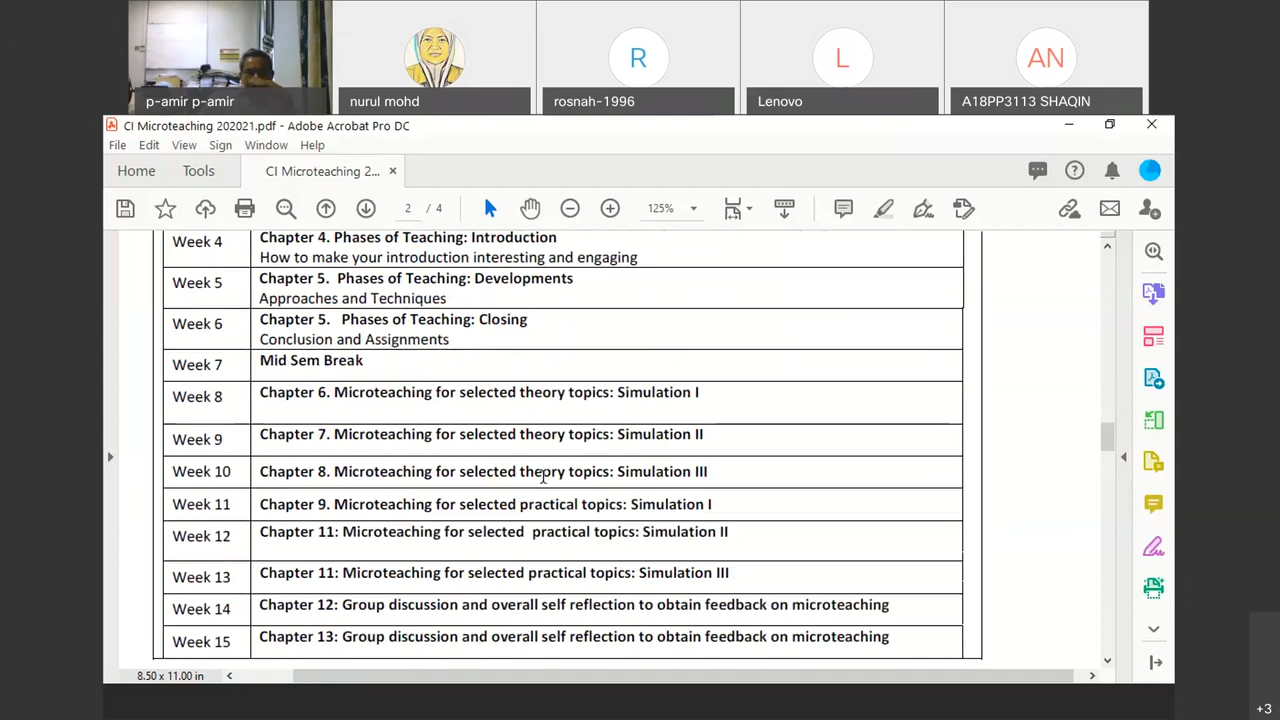 R
L
AN
p-amir p-amir
nurul mohd
rosnah-1996
Lenovo
A18PP3113 SHAQIN
CI Microteaching 202021.pdf - Adobe Acrobat Pro DC
File Edit View Sign Window Help
Home Tools CI Microteaching 2... ×
2 / 4 125%
Week 4 Chapter 4. Phases of Teaching: Introduction
How to make your introduction interesting and engaging
Week 5 Chapter 5. Phases of Teaching: Developments
Approaches and Techniques
Week 6 Chapter 5. Phases of Teaching: Closing
Conclusion and Assignments
Week 7 Mid Sem Break
Week 8 Chapter 6. Microteaching for selected theory topics: Simulation I
Week 9 Chapter 7. Microteaching for selected theory topics: Simulation II
Week 10 Chapter 8. Microteaching for selected theory topics: Simulation III
Week 11 Chapter 9. Microteaching for selected practical topics: Simulation I
Week 12 Chapter 11: Microteaching for selected practical topics: Simulation II
Week 13 Chapter 11: Microteaching for selected practical topics: Simulation III
Week 14 Chapter 12: Group discussion and overall self reflection to obtain feedback on microteaching
Week 15 Chapter 13: Group discussion and overall self reflection to obtain feedback on microteaching
8.50 x 11.00 in
+3